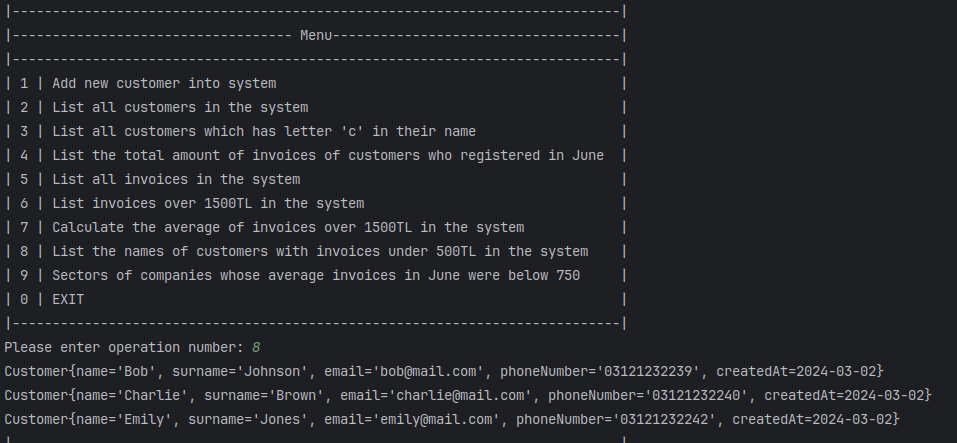 |----------------------------------------------------------------------------|
|----------------------------------- Menu------------------------------------|
|----------------------------------------------------------------------------|
| 1 | Add new customer into system                                           |
| 2 | List all customers in the system                                       |
| 3 | List all customers which has letter 'c' in their name                  |
| 4 | List the total amount of invoices of customers who registered in June  |
| 5 | List all invoices in the system                                        |
| 6 | List invoices over 1500TL in the system                                |
| 7 | Calculate the average of invoices over 1500TL in the system            |
| 8 | List the names of customers with invoices under 500TL in the system    |
| 9 | Sectors of companies whose average invoices in June were below 750     |
| 0 | EXIT                                                                   |
|----------------------------------------------------------------------------|
Please enter operation number: 8
Customer{name='Bob', surname='Johnson', email='bob@mail.com', phoneNumber='03121232239', createdAt=2024-03-02}
Customer{name='Charlie', surname='Brown', email='charlie@mail.com', phoneNumber='03121232240', createdAt=2024-03-02}
Customer{name='Emily', surname='Jones', email='emily@mail.com', phoneNumber='03121232242', createdAt=2024-03-02}